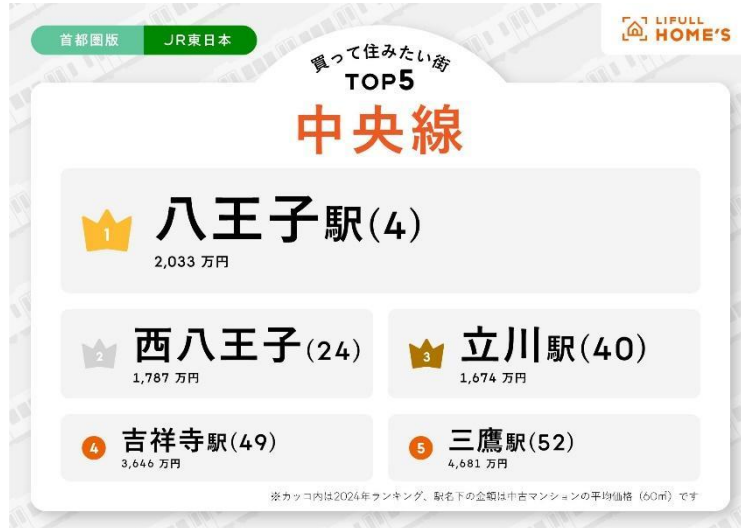 首都圏版
JR東日本
LIFULL
HOME'S
買って住みたい街
TOP5
中央線
1
八王子駅(4)
2,033 万円
2
西八王子(24)
1,787 万円
3
立川駅(40)
1,674 万円
4
吉祥寺駅(49)
3,646 万円
5
三鷹駅(52)
4,681 万円
※カッコ内は2024年ランキング、駅名下の金額は中古マンションの平均価格（60㎡）です